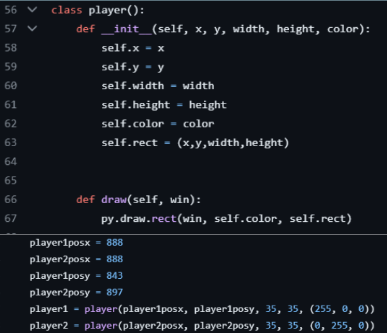 56 class player():
57 def __init__(self, x, y, width, height, color):
58 self.x = x
59 self.y = y
60 self.width = width
61 self.height = height
62 self.color = color
63 self.rect = (x,y,width,height)
64
65
66 def draw(self, win):
67 py.draw.rect(win, self.color, self.rect)
player1posx = 888
player2posx = 888
player1posy = 843
player2posy = 897
player1 = player(player1posx, player1posy, 35, 35, (255, 0, 0))
player2 = player(player2posx, player2posy, 35, 35, (0, 255, 0))